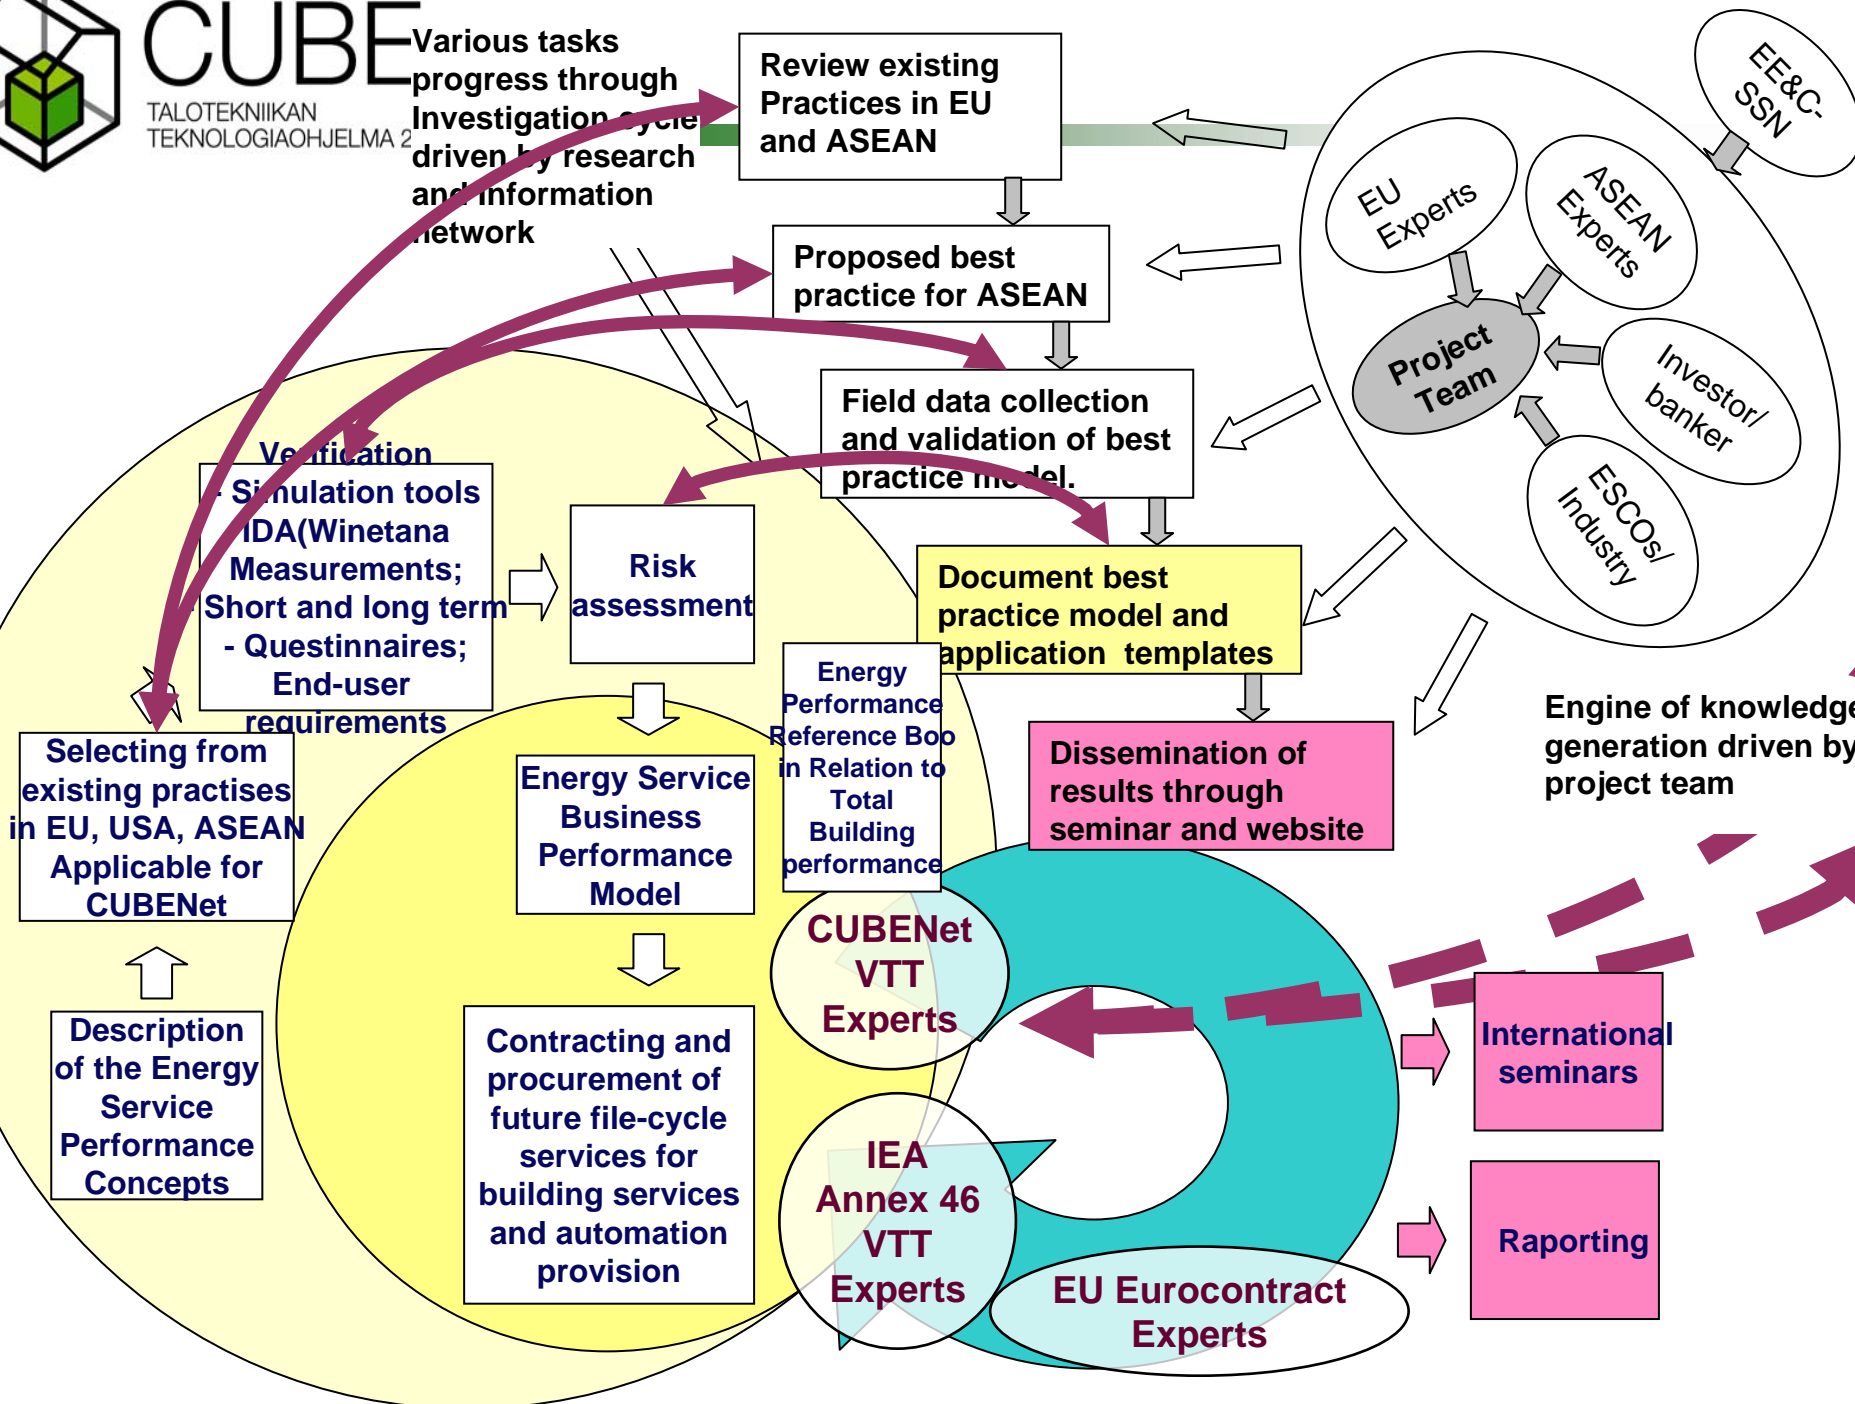 CUBE
TALOTEKNIIKAN
TEKNOLOGIAOHJELMA 2
Various tasks
progress through
Investigation cycle
driven by research
and information
network
Review existing
Practices in EU
and ASEAN
Proposed best
practice for ASEAN
Field data collection
and validation of best
practice model.
Document best
practice model and
application templates
Dissemination of
results through
seminar and website
EE&C-
SSN
EU
Experts
ASEAN
Experts
Project
Team
Investor/
banker
ESCOs/
Industry
Engine of knowledge
generation driven by
project team
Verification
- Simulation tools
IDA(Winetana
Measurements;
Short and long term
- Questinnaires;
End-user
requirements
Risk
assessment
Energy
Performance
Reference Boo
in Relation to
Total
Building
performance
Selecting from
existing practises
in EU, USA, ASEAN
Applicable for
CUBENet
Energy Service
Business
Performance
Model
Description
of the Energy
Service
Performance
Concepts
Contracting and
procurement of
future file-cycle
services for
building services
and automation
provision
CUBENet
VTT
Experts
IEA
Annex 46
VTT
Experts
EU Eurocontract
Experts
International
seminars
Raporting